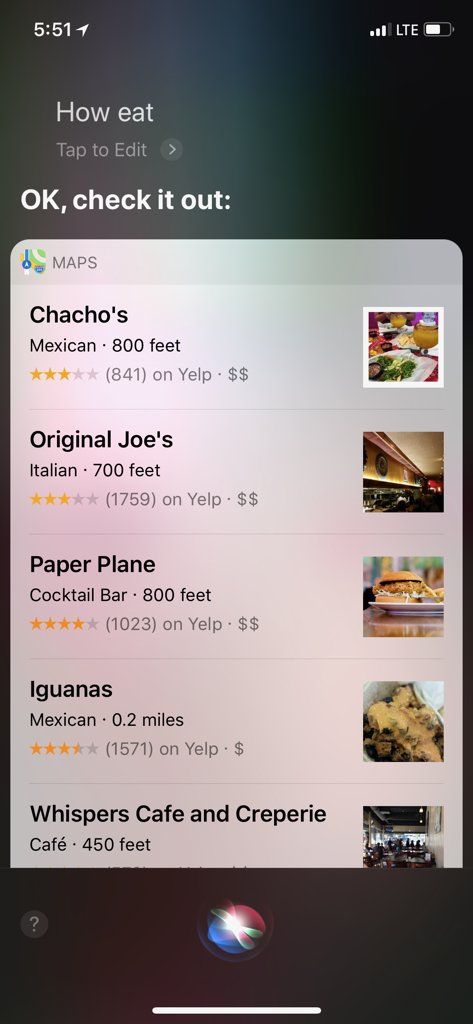 5:51 LTE
How eat
Tap to Edit
OK, check it out:
MAPS
Chacho's
Mexican · 800 feet
(841) on Yelp · $$
Original Joe's
Italian · 700 feet
(1759) on Yelp · $$
Paper Plane
Cocktail Bar · 800 feet
(1023) on Yelp · $$
Iguanas
Mexican · 0.2 miles
(1571) on Yelp · $
Whispers Cafe and Creperie
Café · 450 feet
?